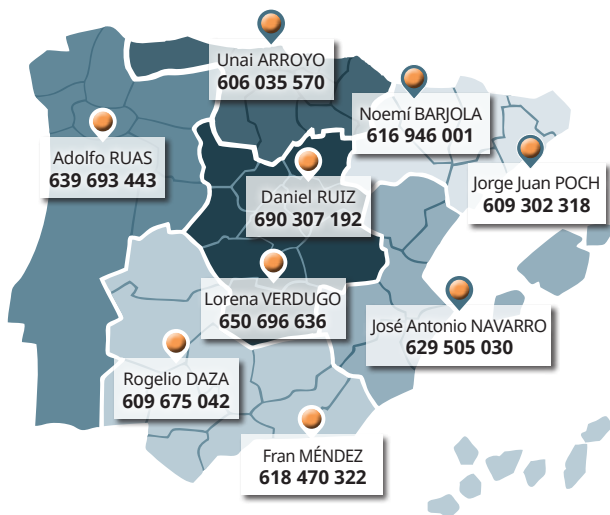 Unai ARROYO
606 035 570
Noemí BARJOLA
616 946 001
Adolfo RUAS
639 693 443
Daniel RUIZ
690 307 192
Jorge Juan POCH
609 302 318
Lorena VERDUGO
650 696 636
José Antonio NAVARRO
629 505 030
Rogelio DAZA
609 675 042
Fran MÉNDEZ
618 470 322